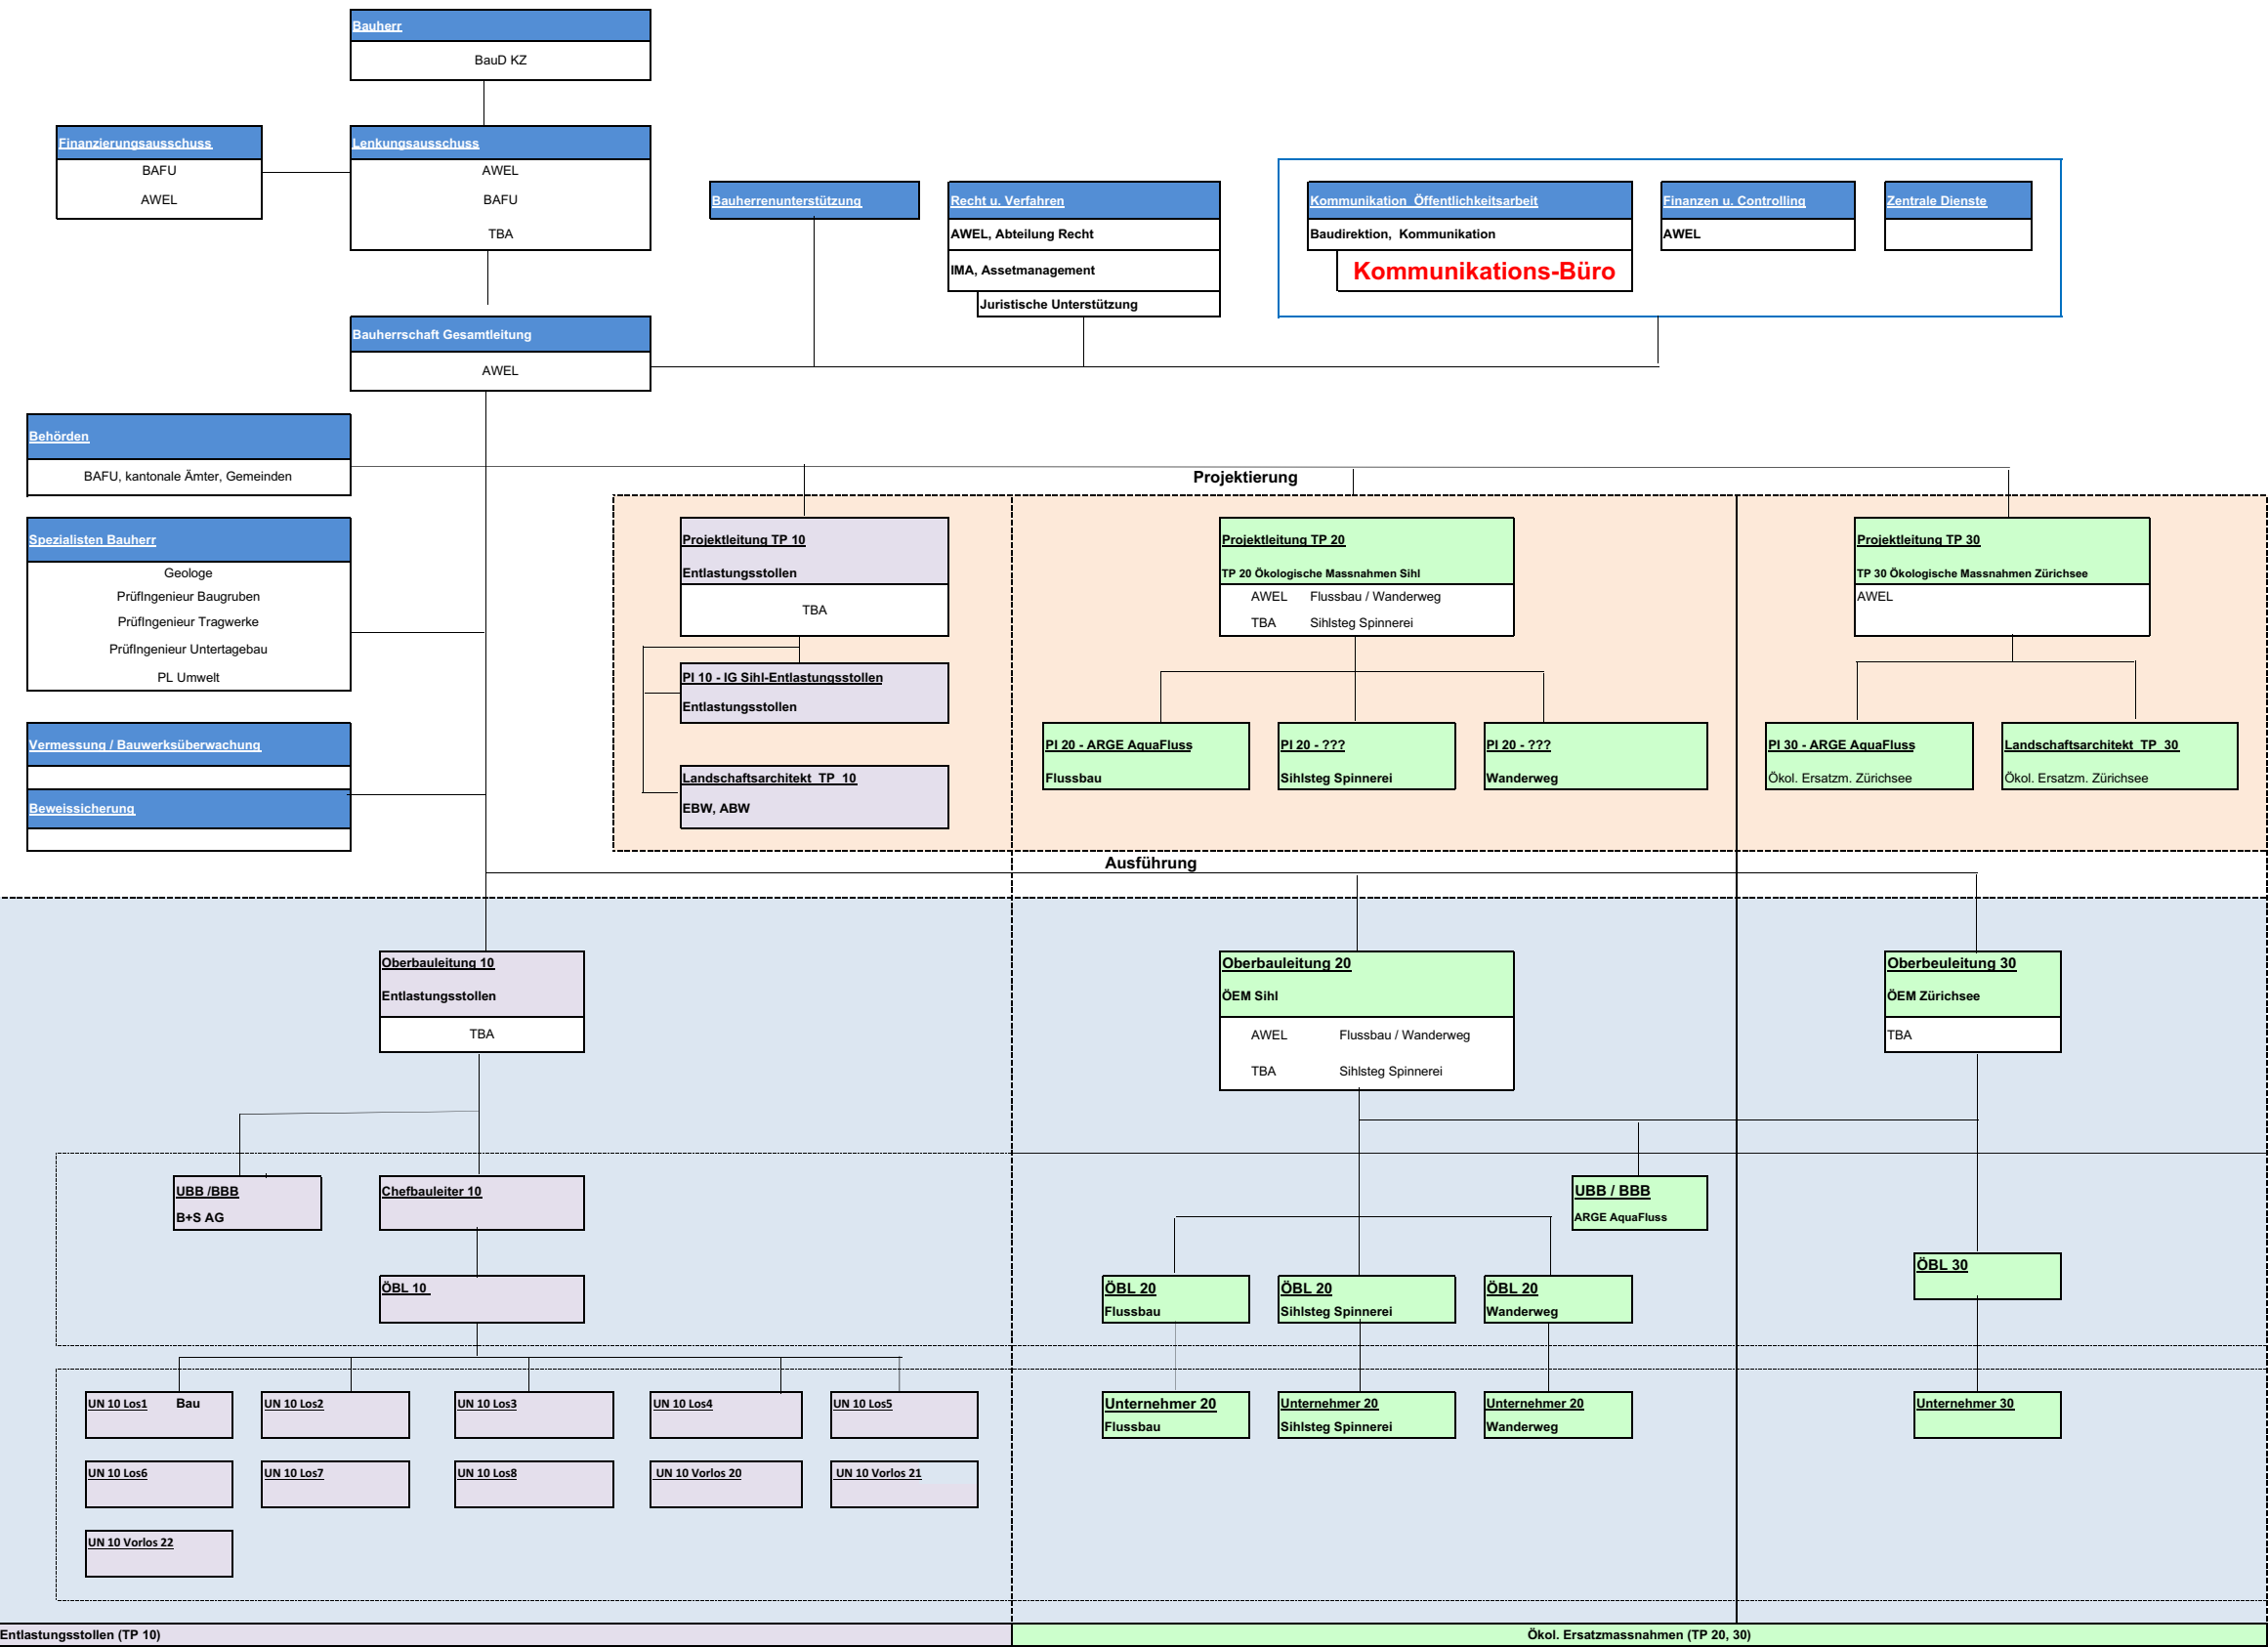 Bauherr
BauD KZ
Finanzierungsausschuss
BAFU
AWEL
Lenkungsausschuss
AWEL
BAFU
TBA
Bauherrenunterstützung
Recht u. Verfahren
AWEL, Abteilung Recht
IMA, Assetmanagement
Juristische Unterstützung
Kommunikation Öffentlichkeitsarbeit
Baudirektion, Kommunikation
Kommunikations-Büro
Finanzen u. Controlling
AWEL
Zentrale Dienste
Bauherrschaft Gesamtleitung
AWEL
Behörden
BAFU, kantonale Ämter, Gemeinden
Spezialisten Bauherr
Geologe
PrüfIngenieur Baugruben
PrüfIngenieur Tragwerke
PrüfIngenieur Untertagebau
PL Umwelt
Vermessung / Bauwerksüberwachung
Beweissicherung
Projektierung
Projektleitung TP 10
Entlastungsstollen
TBA
PI 10 - IG Sihl-Entlastungsstollen
Entlastungsstollen
Landschaftsarchitekt TP 10
EBW, ABW
Projektleitung TP 20
TP 20 Ökologische Massnahmen Sihl
AWEL Flussbau / Wanderweg
TBA Sihlsteg Spinnerei
PI 20 - ARGE AquaFluss
Flussbau
PI 20 - ???
Sihlsteg Spinnerei
PI 20 - ???
Wanderweg
Projektleitung TP 30
TP 30 Ökologische Massnahmen Zürichsee
AWEL
PI 30 - ARGE AquaFluss
Ökol. Ersatzm. Zürichsee
Landschaftsarchitekt TP 30
Ökol. Ersatzm. Zürichsee
Ausführung
Oberbauleitung 10
Entlastungsstollen
TBA
UBB /BBB
B+S AG
Chefbauleiter 10
ÖBL 10
UN 10 Los1 Bau
UN 10 Los2
UN 10 Los3
UN 10 Los4
UN 10 Los5
UN 10 Los6
UN 10 Los7
UN 10 Los8
UN 10 Vorlos 20
UN 10 Vorlos 21
UN 10 Vorlos 22
Oberbauleitung 20
ÖEM Sihl
AWEL Flussbau / Wanderweg
TBA Sihlsteg Spinnerei
UBB / BBB
ARGE AquaFluss
ÖBL 20
Flussbau
ÖBL 20
Sihlsteg Spinnerei
ÖBL 20
Wanderweg
Unternehmer 20
Flussbau
Unternehmer 20
Sihlsteg Spinnerei
Unternehmer 20
Wanderweg
Oberbeuleitung 30
ÖEM Zürichsee
TBA
ÖBL 30
Unternehmer 30
Entlastungsstollen (TP 10)
Ökol. Ersatzmassnahmen (TP 20, 30)